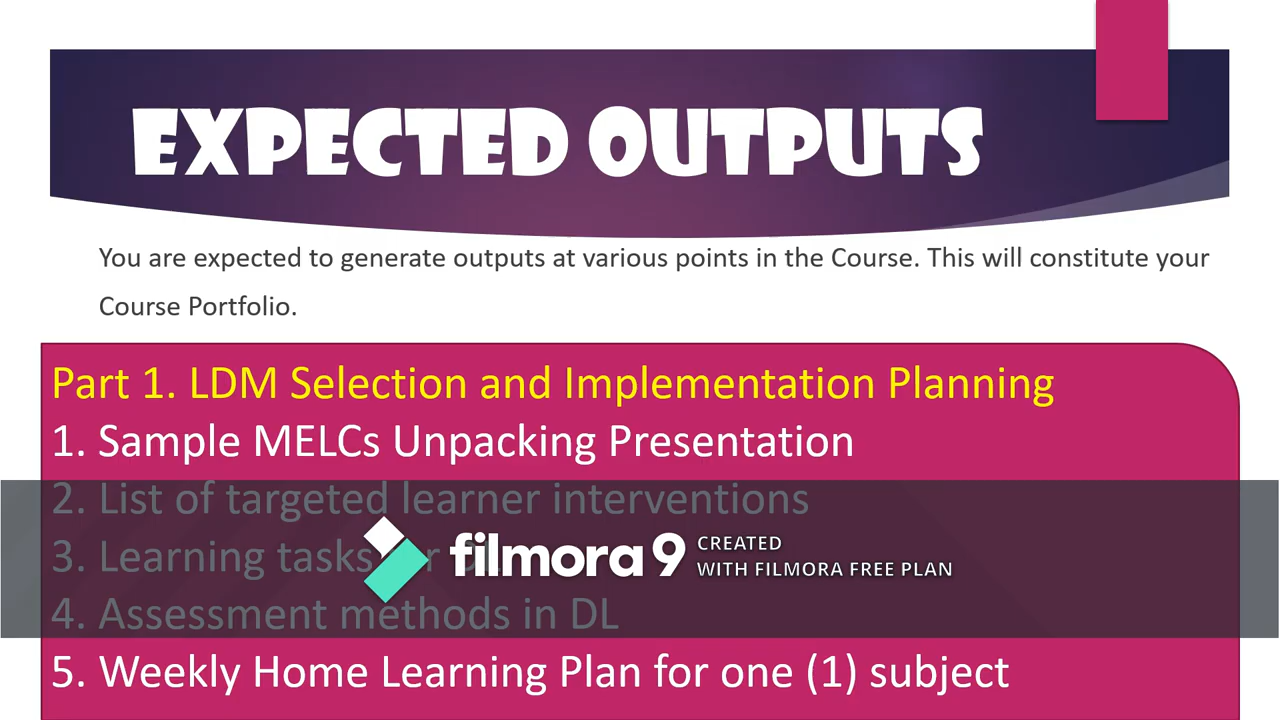 EXPECTED OUTPUTS
You are expected to generate outputs at various points in the Course. This will constitute your
Course Portfolio.
Part 1. LDM Selection and Implementation Planning
1. Sample MELCs Unpacking Presentation
2. List of targeted learner interventions
3. Learning tasks
filmora 9 CREATED
WITH FILMORA FREE PLAN
4. Assessment methods in DL
5. Weekly Home Learning Plan for one (1) subject